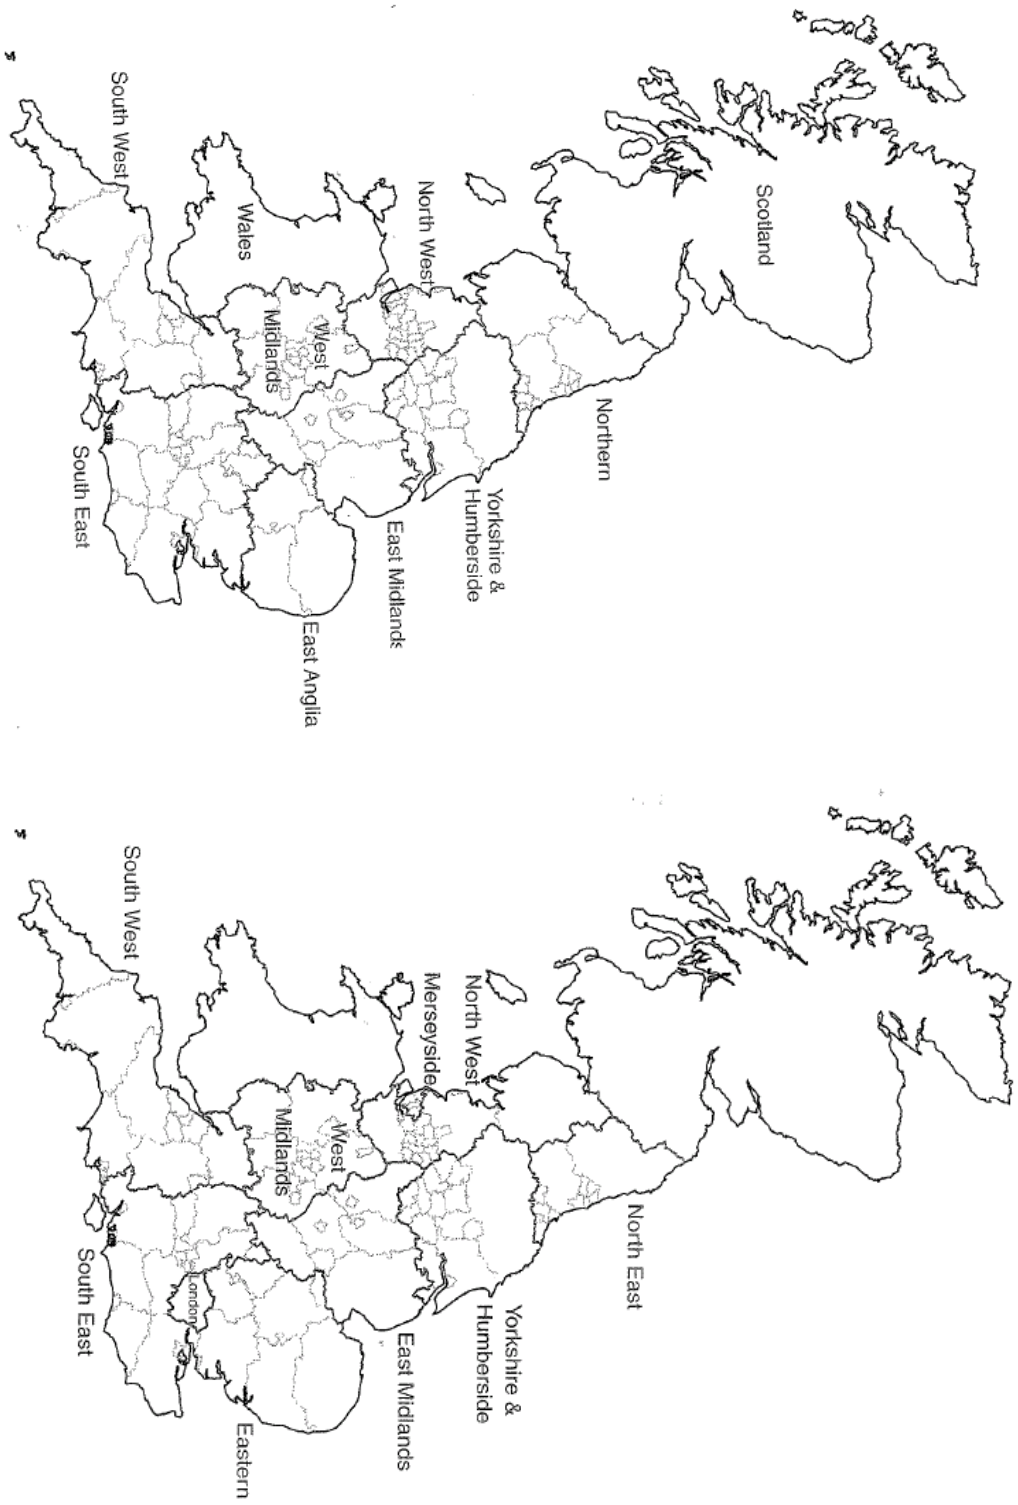 Scotland
Northern
North West
Yorkshire &
Humberside
East Midlands
West
Midlands
Wales
East Anglia
South West
South East
North East
North West
Merseyside
Yorkshire &
Humberside
East Midlands
West
Midlands
Eastern
London
South West
South East